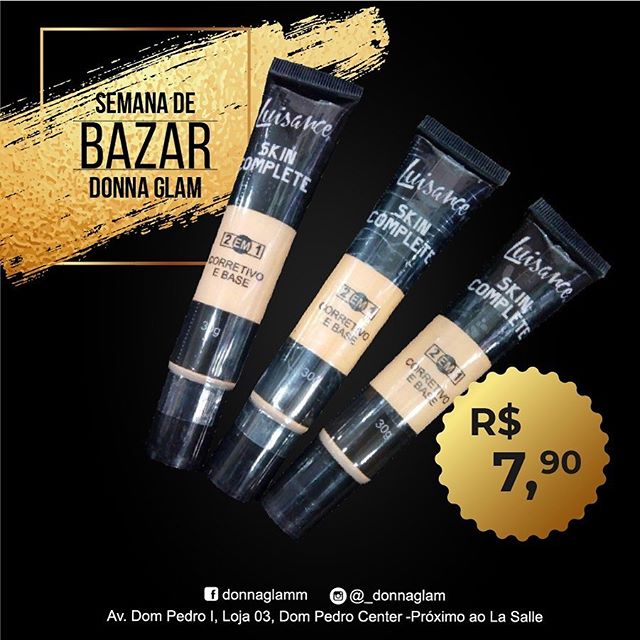 SEMANA DE
BAZAR
DONNA GLAM
Luisance
SKIN
COMPLETE
2 EM 1
CORRETIVO
E BASE
30g
Luisance
SKIN
COMPLETE
2 EM 1
CORRETIVO
E BASE
30g
Luisance
SKIN
COMPLETE
2 EM 1
CORRETIVO
E BASE
30g
R$
7,90
donnaglamm @_donnaglam
Av. Dom Pedro I, Loja 03, Dom Pedro Center -Próximo ao La Salle